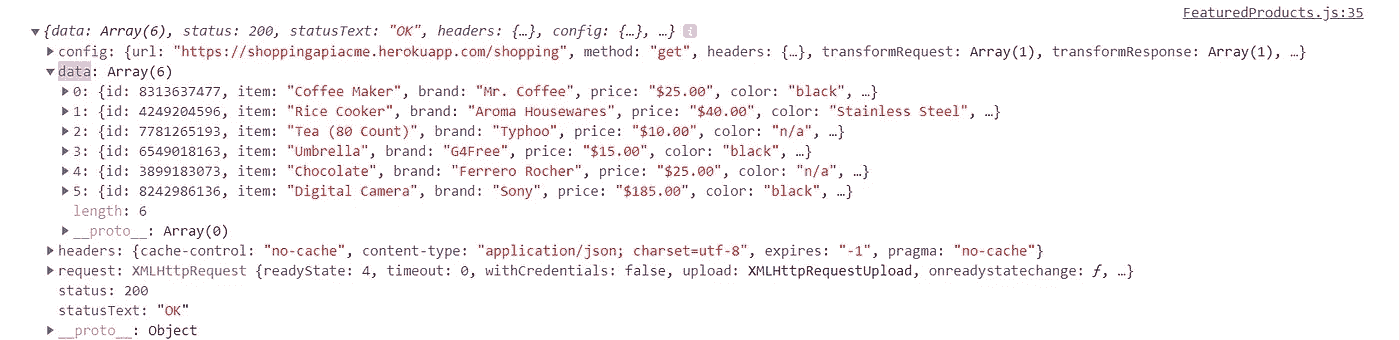 FeaturedProducts.js:35
▼{data: Array(6), status: 200, statusText: "OK", headers: {…}, config: {…}, …} i
▶config: {url: "https://shoppingapiacme.herokuapp.com/shopping", method: "get", headers: {…}, transformRequest: Array(1), transformResponse: Array(1), …}
▼data: Array(6)
▶0: {id: 8313637477, item: "Coffee Maker", brand: "Mr. Coffee", price: "$25.00", color: "black", …}
▶1: {id: 4249204596, item: "Rice Cooker", brand: "Aroma Housewares", price: "$40.00", color: "Stainless Steel", …}
▶2: {id: 7781265193, item: "Tea (80 Count)", brand: "Typhoo", price: "$10.00", color: "n/a", …}
▶3: {id: 6549018163, item: "Umbrella", brand: "G4Free", price: "$15.00", color: "black", …}
▶4: {id: 3899183073, item: "Chocolate", brand: "Ferrero Rocher", price: "$25.00", color: "n/a", …}
▶5: {id: 8242986136, item: "Digital Camera", brand: "Sony", price: "$185.00", color: "black", …}
length: 6
▶__proto__: Array(0)
▶headers: {cache-control: "no-cache", content-type: "application/json; charset=utf-8", expires: "-1", pragma: "no-cache"}
▶request: XMLHttpRequest {readyState: 4, timeout: 0, withCredentials: false, upload: XMLHttpRequestUpload, onreadystatechange: ƒ, …}
status: 200
statusText: "OK"
▶__proto__: Object